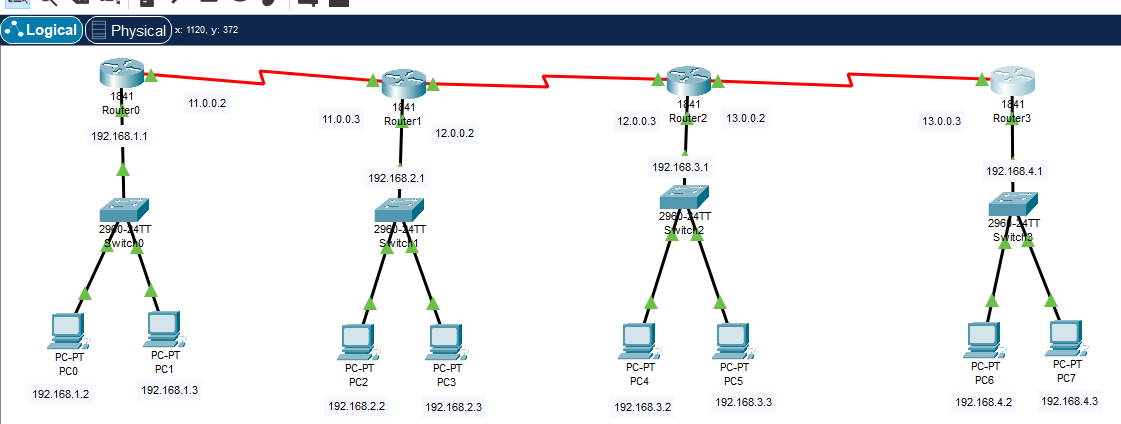 Logical
Physical
x: 1120, y: 372
1841
Router0
11.0.0.2
192.168.1.1
2960-24TT
Switch0
PC-PT
PC0
192.168.1.2
PC-PT
PC1
192.168.1.3
11.0.0.3
1841
Router1
12.0.0.2
192.168.2.1
2960-24TT
Switch1
PC-PT
PC2
192.168.2.2
PC-PT
PC3
192.168.2.3
12.0.0.3
1841
Router2
13.0.0.2
192.168.3.1
2960-24TT
Switch2
PC-PT
PC4
192.168.3.2
PC-PT
PC5
192.168.3.3
13.0.0.3
1841
Router3
192.168.4.1
2960-24TT
Switch3
PC-PT
PC6
192.168.4.2
PC-PT
PC7
192.168.4.3